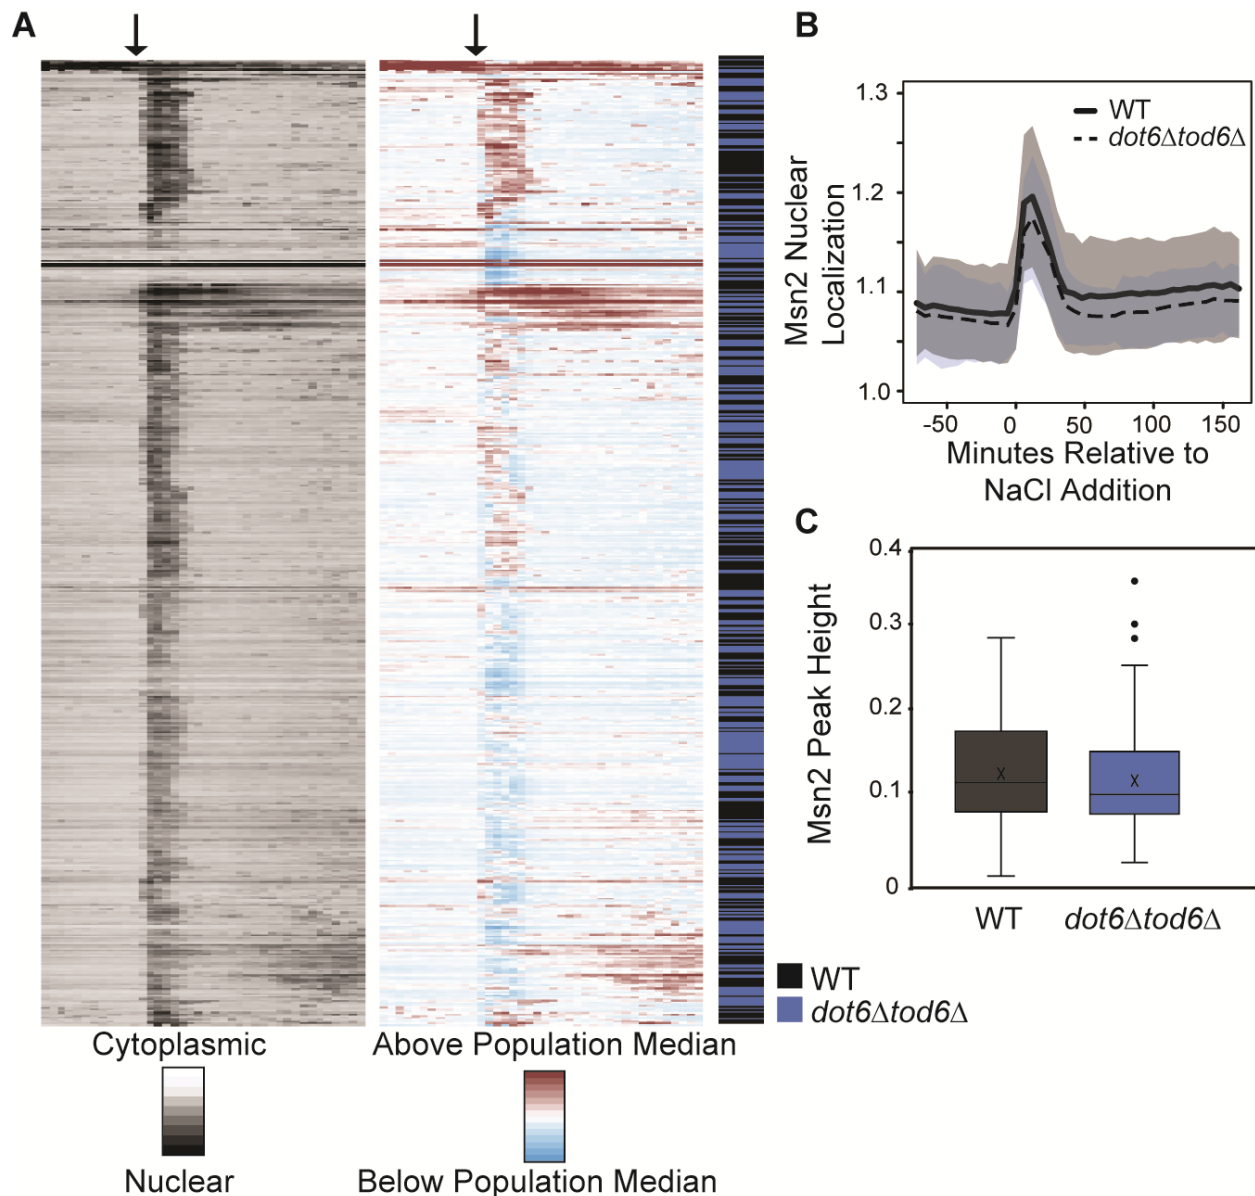 A
Cytoplasmic
Nuclear
Above Population Median
Below Population Median
WT
dot6Δtod6Δ
B
Msn2 Nuclear
Localization
1.3
1.2
1.1
1.0
WT
dot6Δtod6Δ
-50
0
50
100
150
Minutes Relative to
NaCl Addition
C
Msn2 Peak Height
0.4
0.3
0.2
0.1
0
x
x
WT
dot6Δtod6Δ